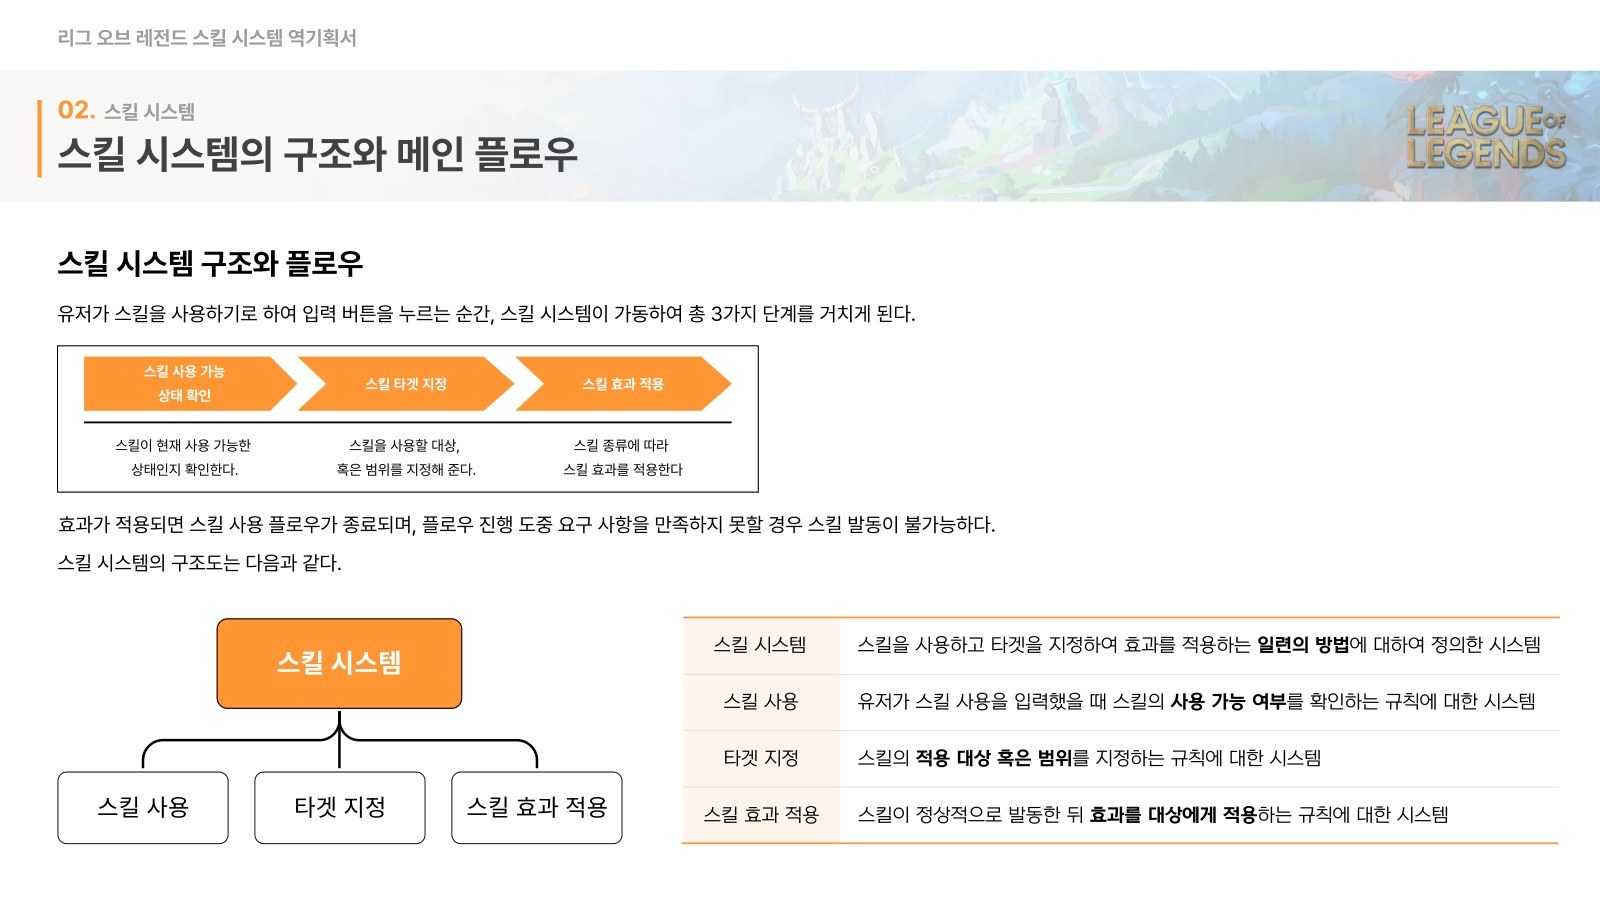 리그 오브 레전드 스킬 시스템 역기획서
02. 스킬 시스템
스킬 시스템의 구조와 메인 플로우
LEAGUE OF
LEGENDS
스킬 시스템 구조와 플로우
유저가 스킬을 사용하기로 하여 입력 버튼을 누르는 순간, 스킬 시스템이 가동하여 총 3가지 단계를 거치게 된다.
스킬 사용 가능
상태 확인
스킬 타겟 지정
스킬 효과 적용
스킬이 현재 사용 가능한
상태인지 확인한다.
스킬을 사용할 대상,
혹은 범위를 지정해 준다.
스킬 종류에 따라
스킬 효과를 적용한다
효과가 적용되면 스킬 사용 플로우가 종료되며, 플로우 진행 도중 요구 사항을 만족하지 못할 경우 스킬 발동이 불가능하다.
스킬 시스템의 구조도는 다음과 같다.
스킬 시스템
스킬 사용
타겟 지정
스킬 효과 적용
스킬 시스템 스킬을 사용하고 타겟을 지정하여 효과를 적용하는 일련의 방법에 대하여 정의한 시스템
스킬 사용 유저가 스킬 사용을 입력했을 때 스킬의 사용 가능 여부를 확인하는 규칙에 대한 시스템
타겟 지정 스킬의 적용 대상 혹은 범위를 지정하는 규칙에 대한 시스템
스킬 효과 적용 스킬이 정상적으로 발동한 뒤 효과를 대상에게 적용하는 규칙에 대한 시스템